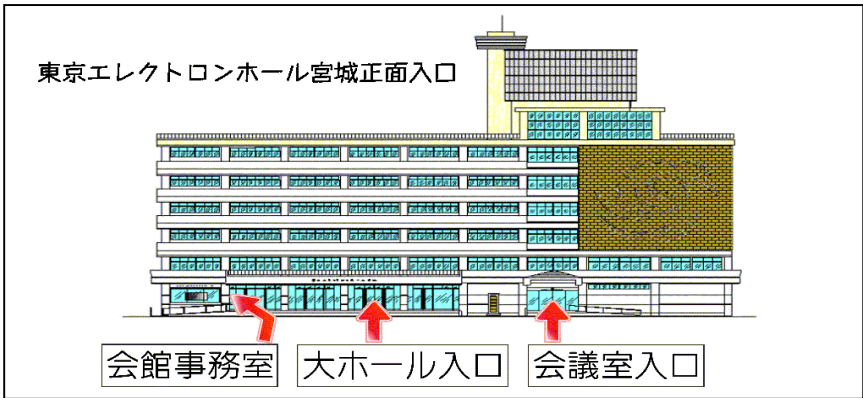 東京エレクトロンホール宮城正面入口
会館事務室
大ホール入口
会議室入口